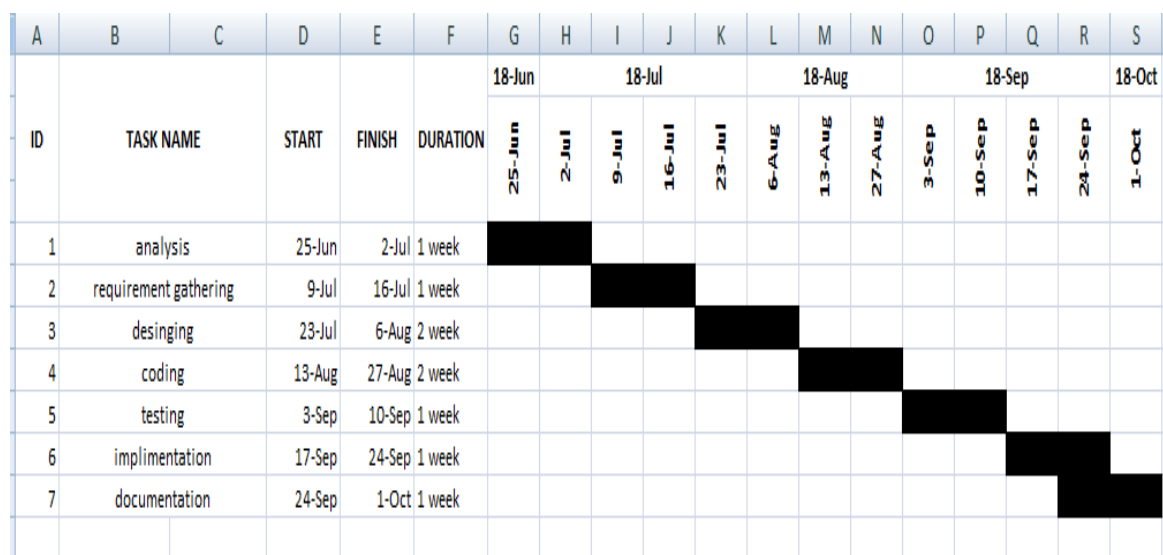 A B C D E F G H I J K L M N O P Q R S
18-Jun 18-Jul 18-Aug 18-Sep 18-Oct
ID TASK NAME START FINISH DURATION 25-Jun 2-Jul 9-Jul 16-Jul 23-Jul 6-Aug 13-Aug 27-Aug 3-Sep 10-Sep 17-Sep 24-Sep 1-Oct
1 analysis 25-Jun 2-Jul 1 week
2 requirement gathering 9-Jul 16-Jul 1 week
3 desinging 23-Jul 6-Aug 2 week
4 coding 13-Aug 27-Aug 2 week
5 testing 3-Sep 10-Sep 1 week
6 implimentation 17-Sep 24-Sep 1 week
7 documentation 24-Sep 1-Oct 1 week